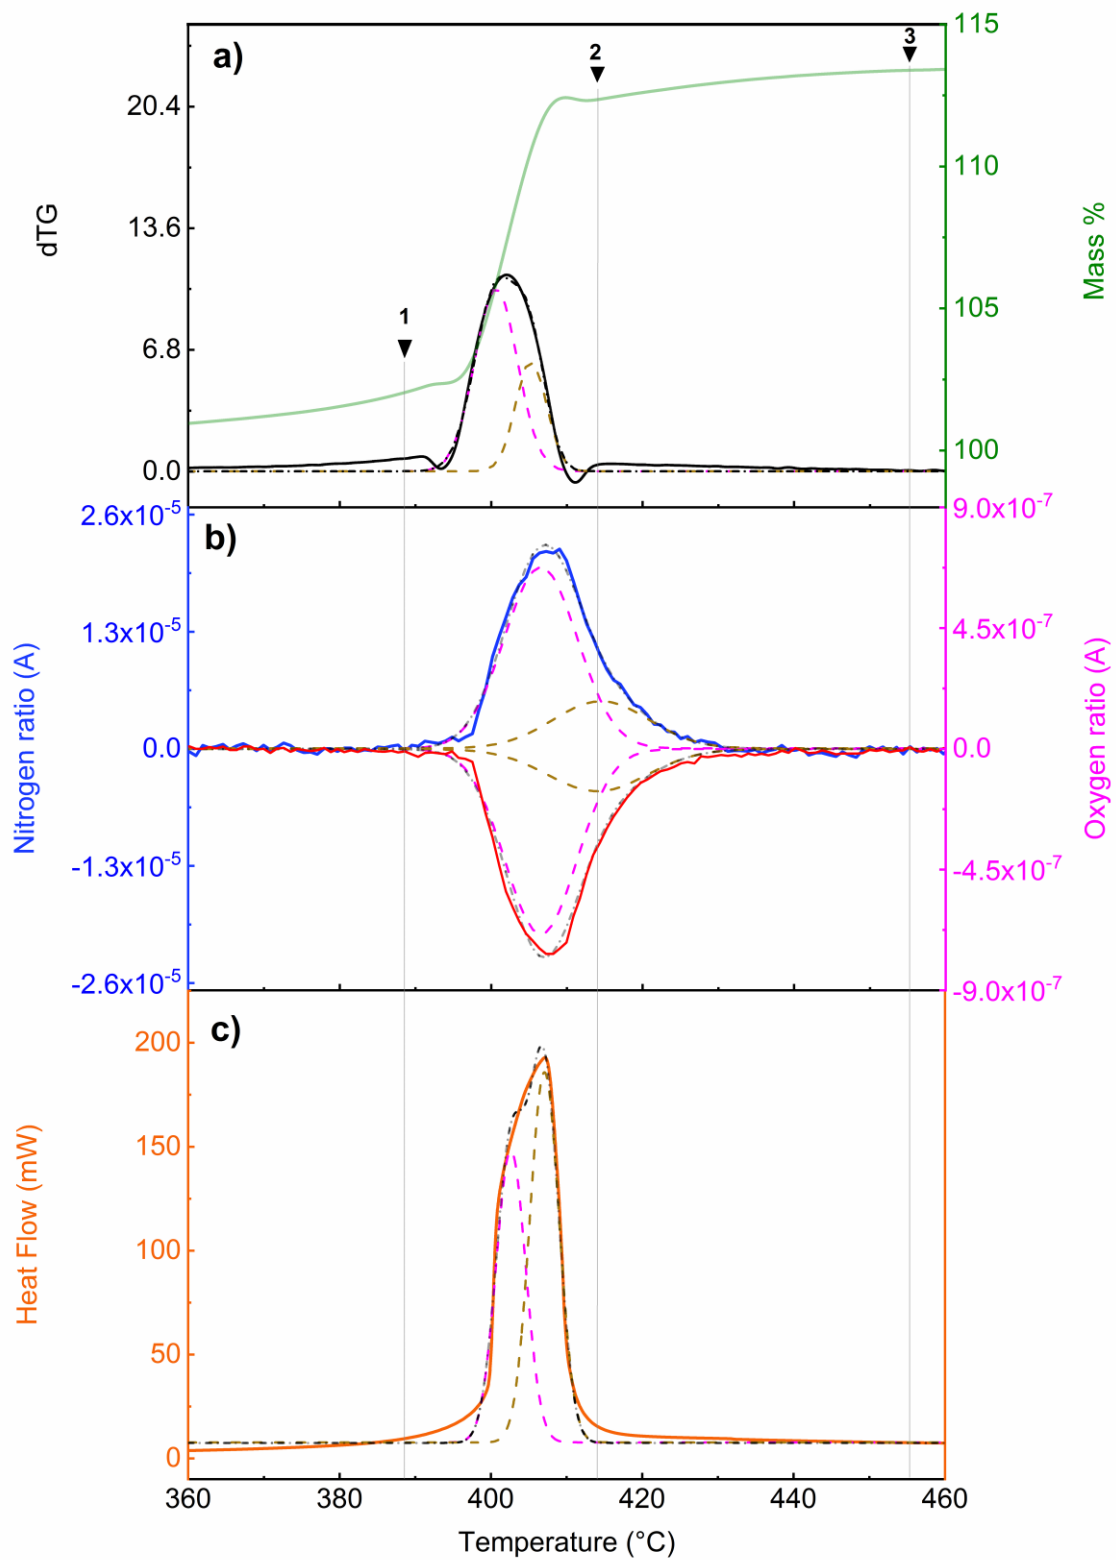 a)
1
2
3
20.4
13.6
6.8
0.0
dTG
115
110
105
100
Mass %
b)
2.6x10⁻⁵
1.3x10⁻⁵
0.0
-1.3x10⁻⁵
-2.6x10⁻⁵
Nitrogen ratio (A)
9.0x10⁻⁷
4.5x10⁻⁷
0.0
-4.5x10⁻⁷
-9.0x10⁻⁷
Oxygen ratio (A)
c)
200
150
100
50
0
Heat Flow (mW)
360 380 400 420 440 460
Temperature (°C)